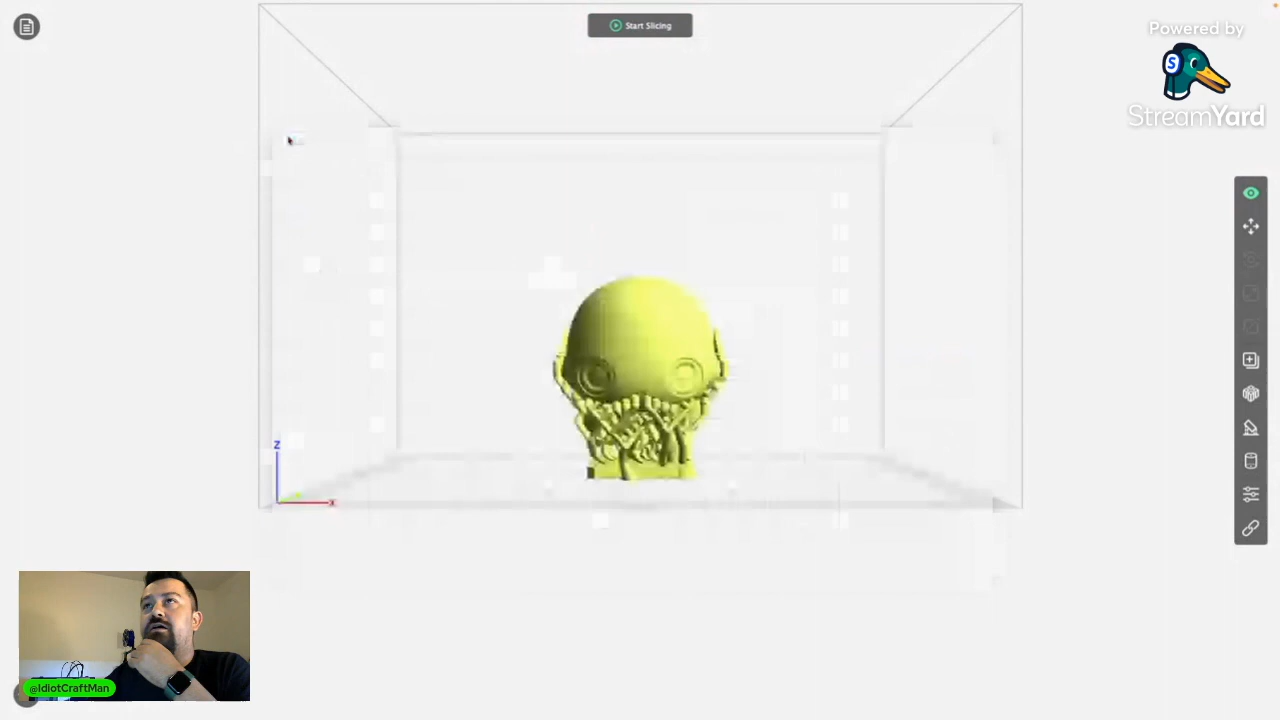 Start Slicing
Powered by
S
StreamYard
Z
X
@IdiotCraftMan